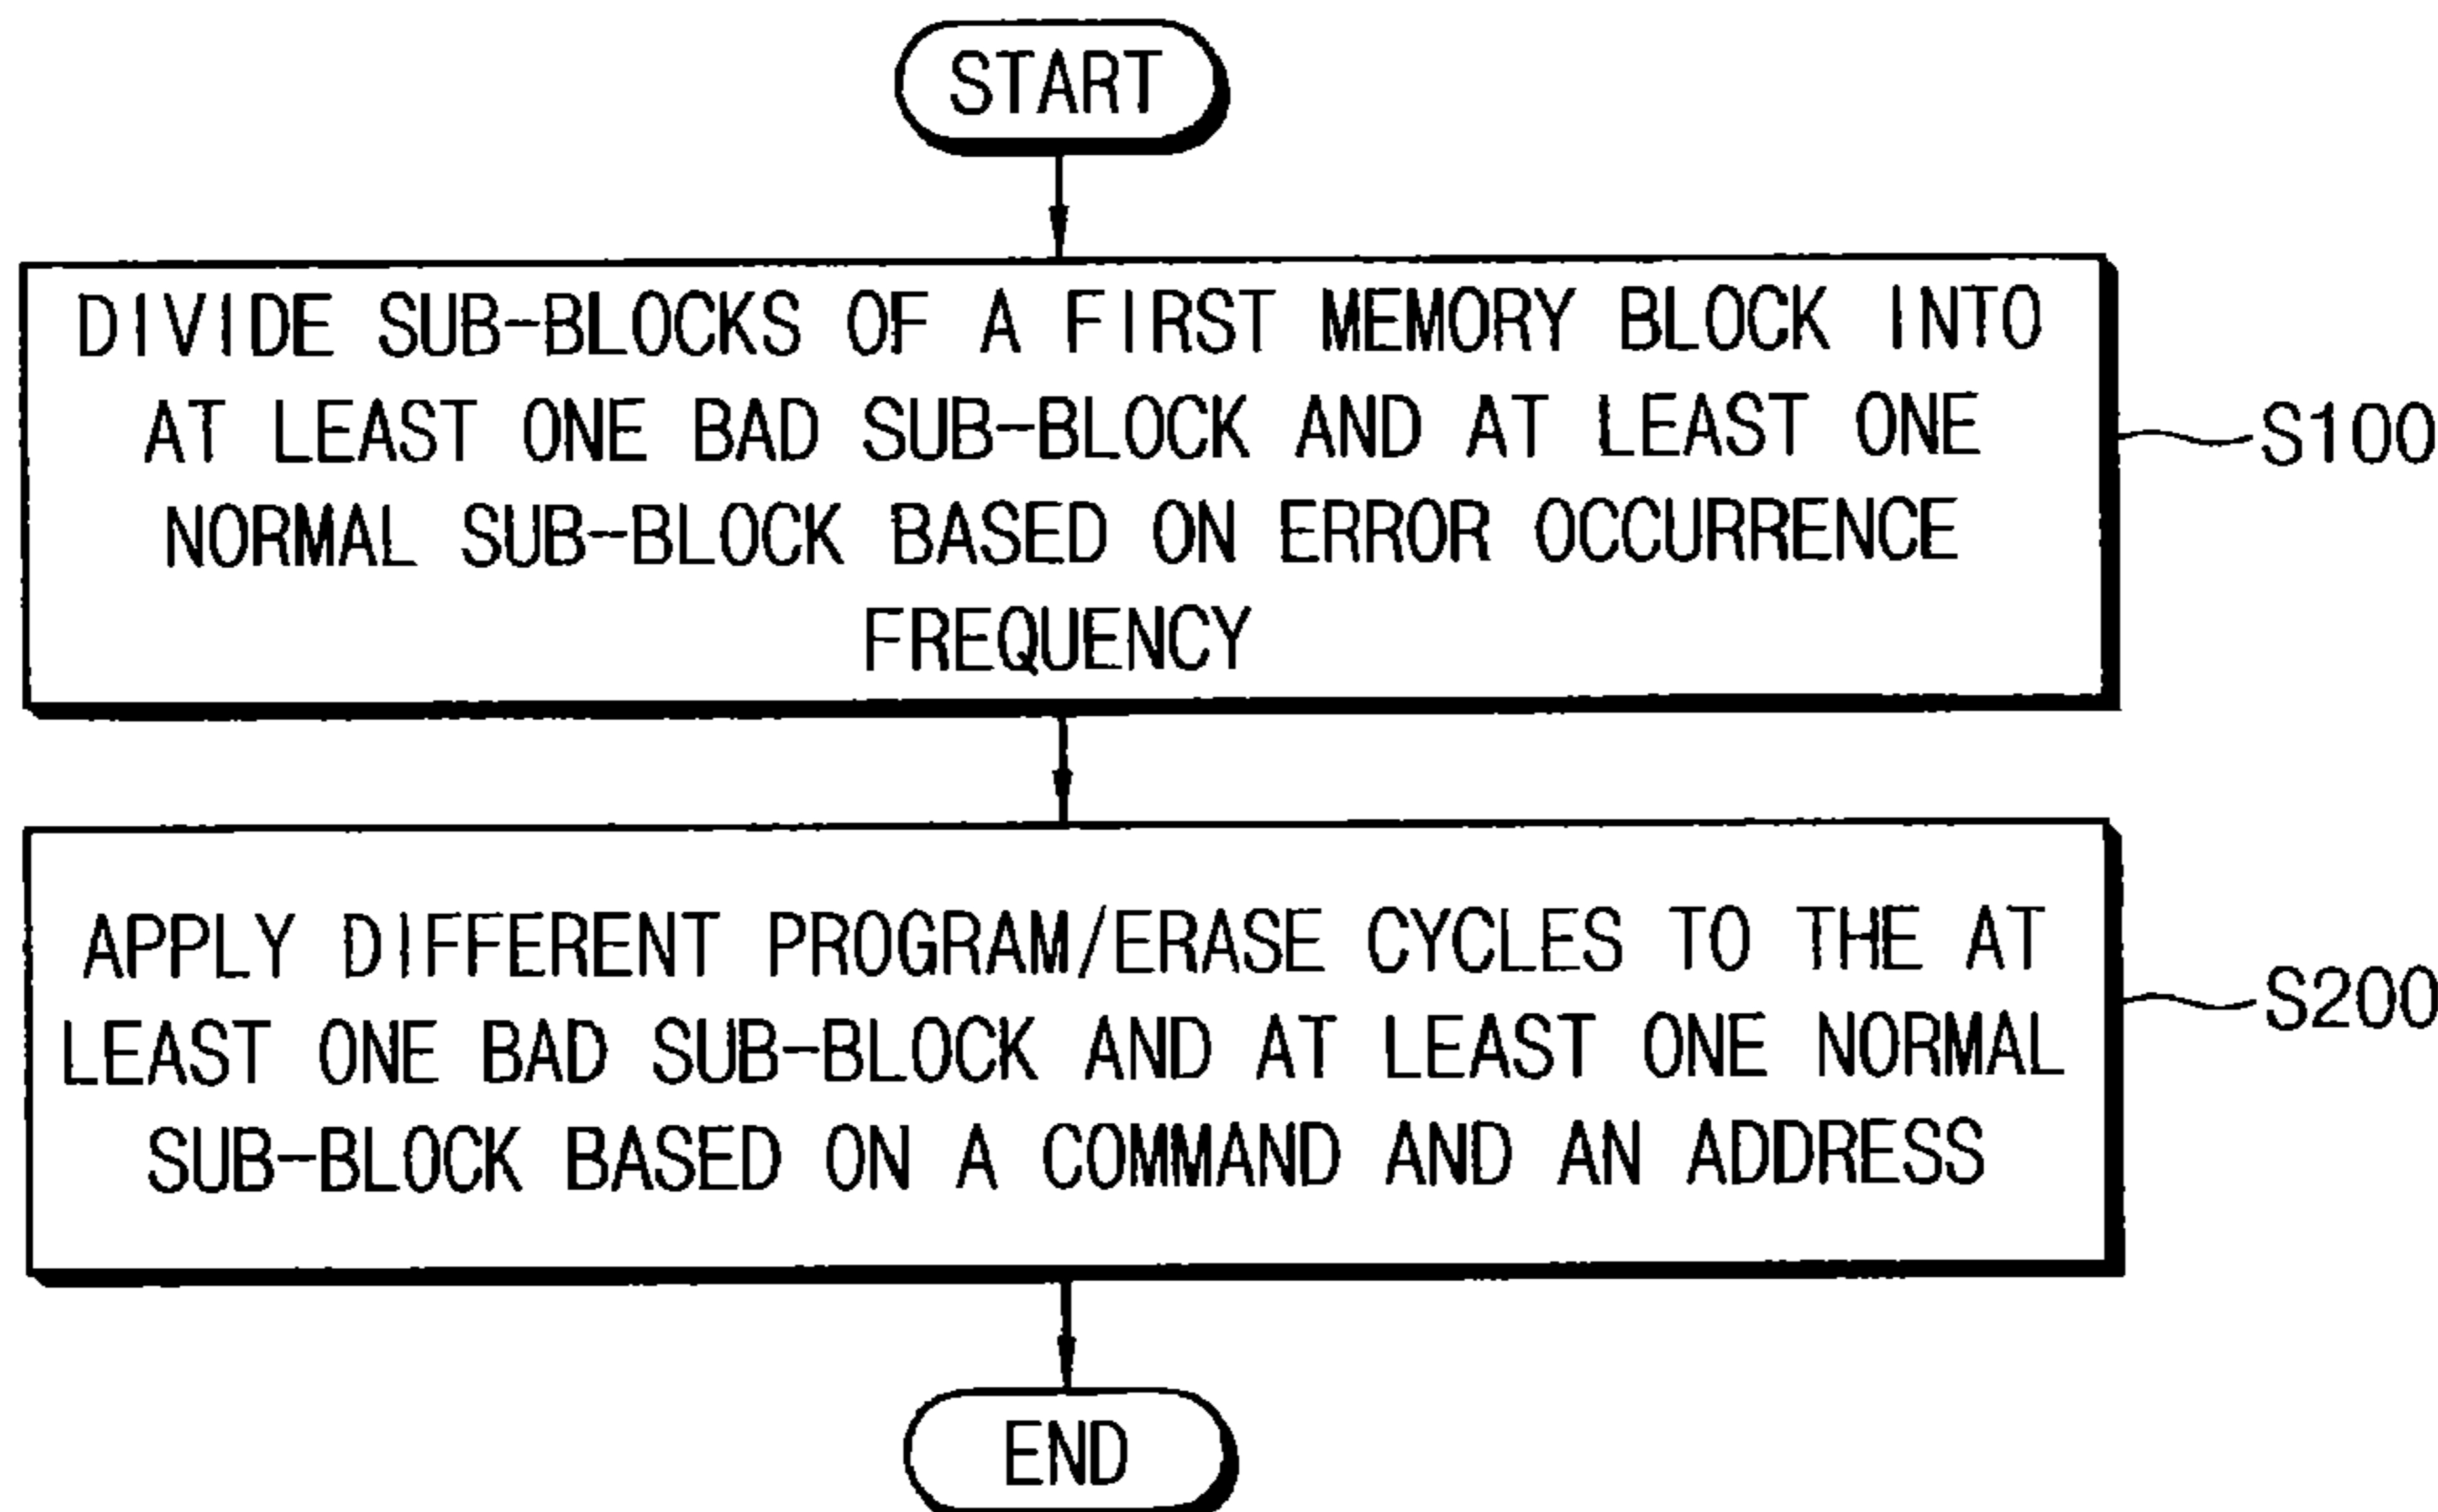 START
DIVIDE SUB-BLOCKS OF A FIRST MEMORY BLOCK INTO
AT LEAST ONE BAD SUB-BLOCK AND AT LEAST ONE
NORMAL SUB-BLOCK BASED ON ERROR OCCURRENCE
FREQUENCY
S100
APPLY DIFFERENT PROGRAM/ERASE CYCLES TO THE AT
LEAST ONE BAD SUB-BLOCK AND AT LEAST ONE NORMAL
SUB-BLOCK BASED ON A COMMAND AND AN ADDRESS
S200
END